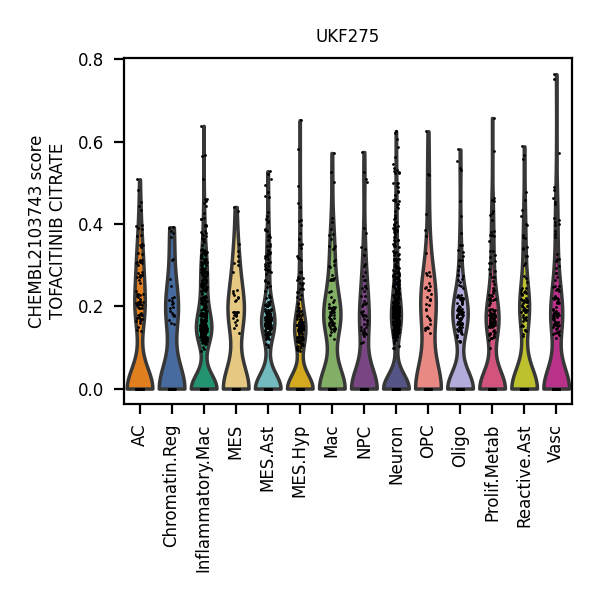 UKF275
CHEMBL2103743 score
TOFACITINIB CITRATE
0.8
0.6
0.4
0.2
0.0
AC
Chromatin.Reg
Inflammatory.Mac
MES
MES.Ast
MES.Hyp
Mac
NPC
Neuron
OPC
Oligo
Prolif.Metab
Reactive.Ast
Vasc